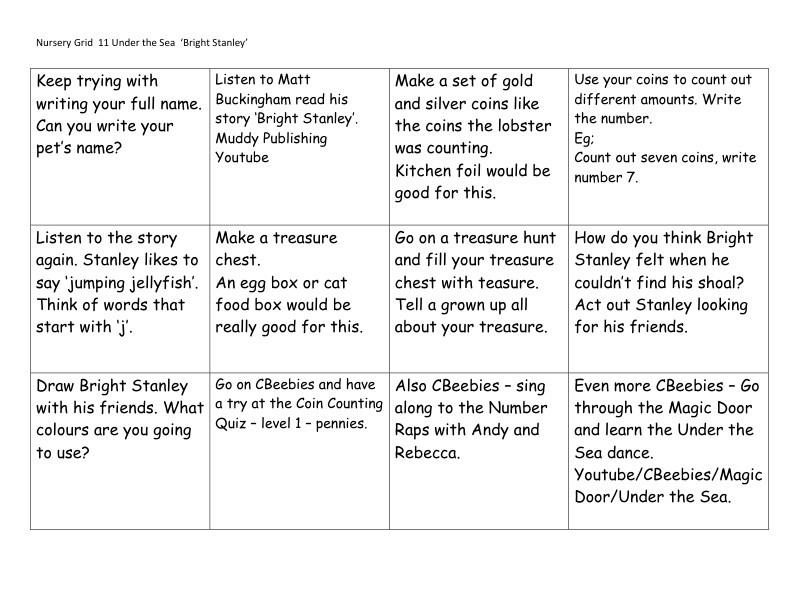 Nursery Grid  11 Under the Sea  ‘Bright Stanley’
Keep trying with
writing your full name.
Can you write your
pet’s name?
Listen to Matt
Buckingham read his
story ‘Bright Stanley’.
Muddy Publishing
Youtube
Make a set of gold
and silver coins like
the coins the lobster
was counting.
Kitchen foil would be
good for this.
Use your coins to count out
different amounts. Write
the number.
Eg;
Count out seven coins, write
number 7.
Listen to the story
again. Stanley likes to
say ‘jumping jellyfish’.
Think of words that
start with ‘j’.
Make a treasure
chest.
An egg box or cat
food box would be
really good for this.
Go on a treasure hunt
and fill your treasure
chest with teasure.
Tell a grown up all
about your treasure.
How do you think Bright
Stanley felt when he
couldn’t find his shoal?
Act out Stanley looking
for his friends.
Draw Bright Stanley
with his friends. What
colours are you going
to use?
Go on CBeebies and have
a try at the Coin Counting
Quiz – level 1 – pennies.
Also CBeebies – sing
along to the Number
Raps with Andy and
Rebecca.
Even more CBeebies – Go
through the Magic Door
and learn the Under the
Sea dance.
Youtube/CBeebies/Magic
Door/Under the Sea.